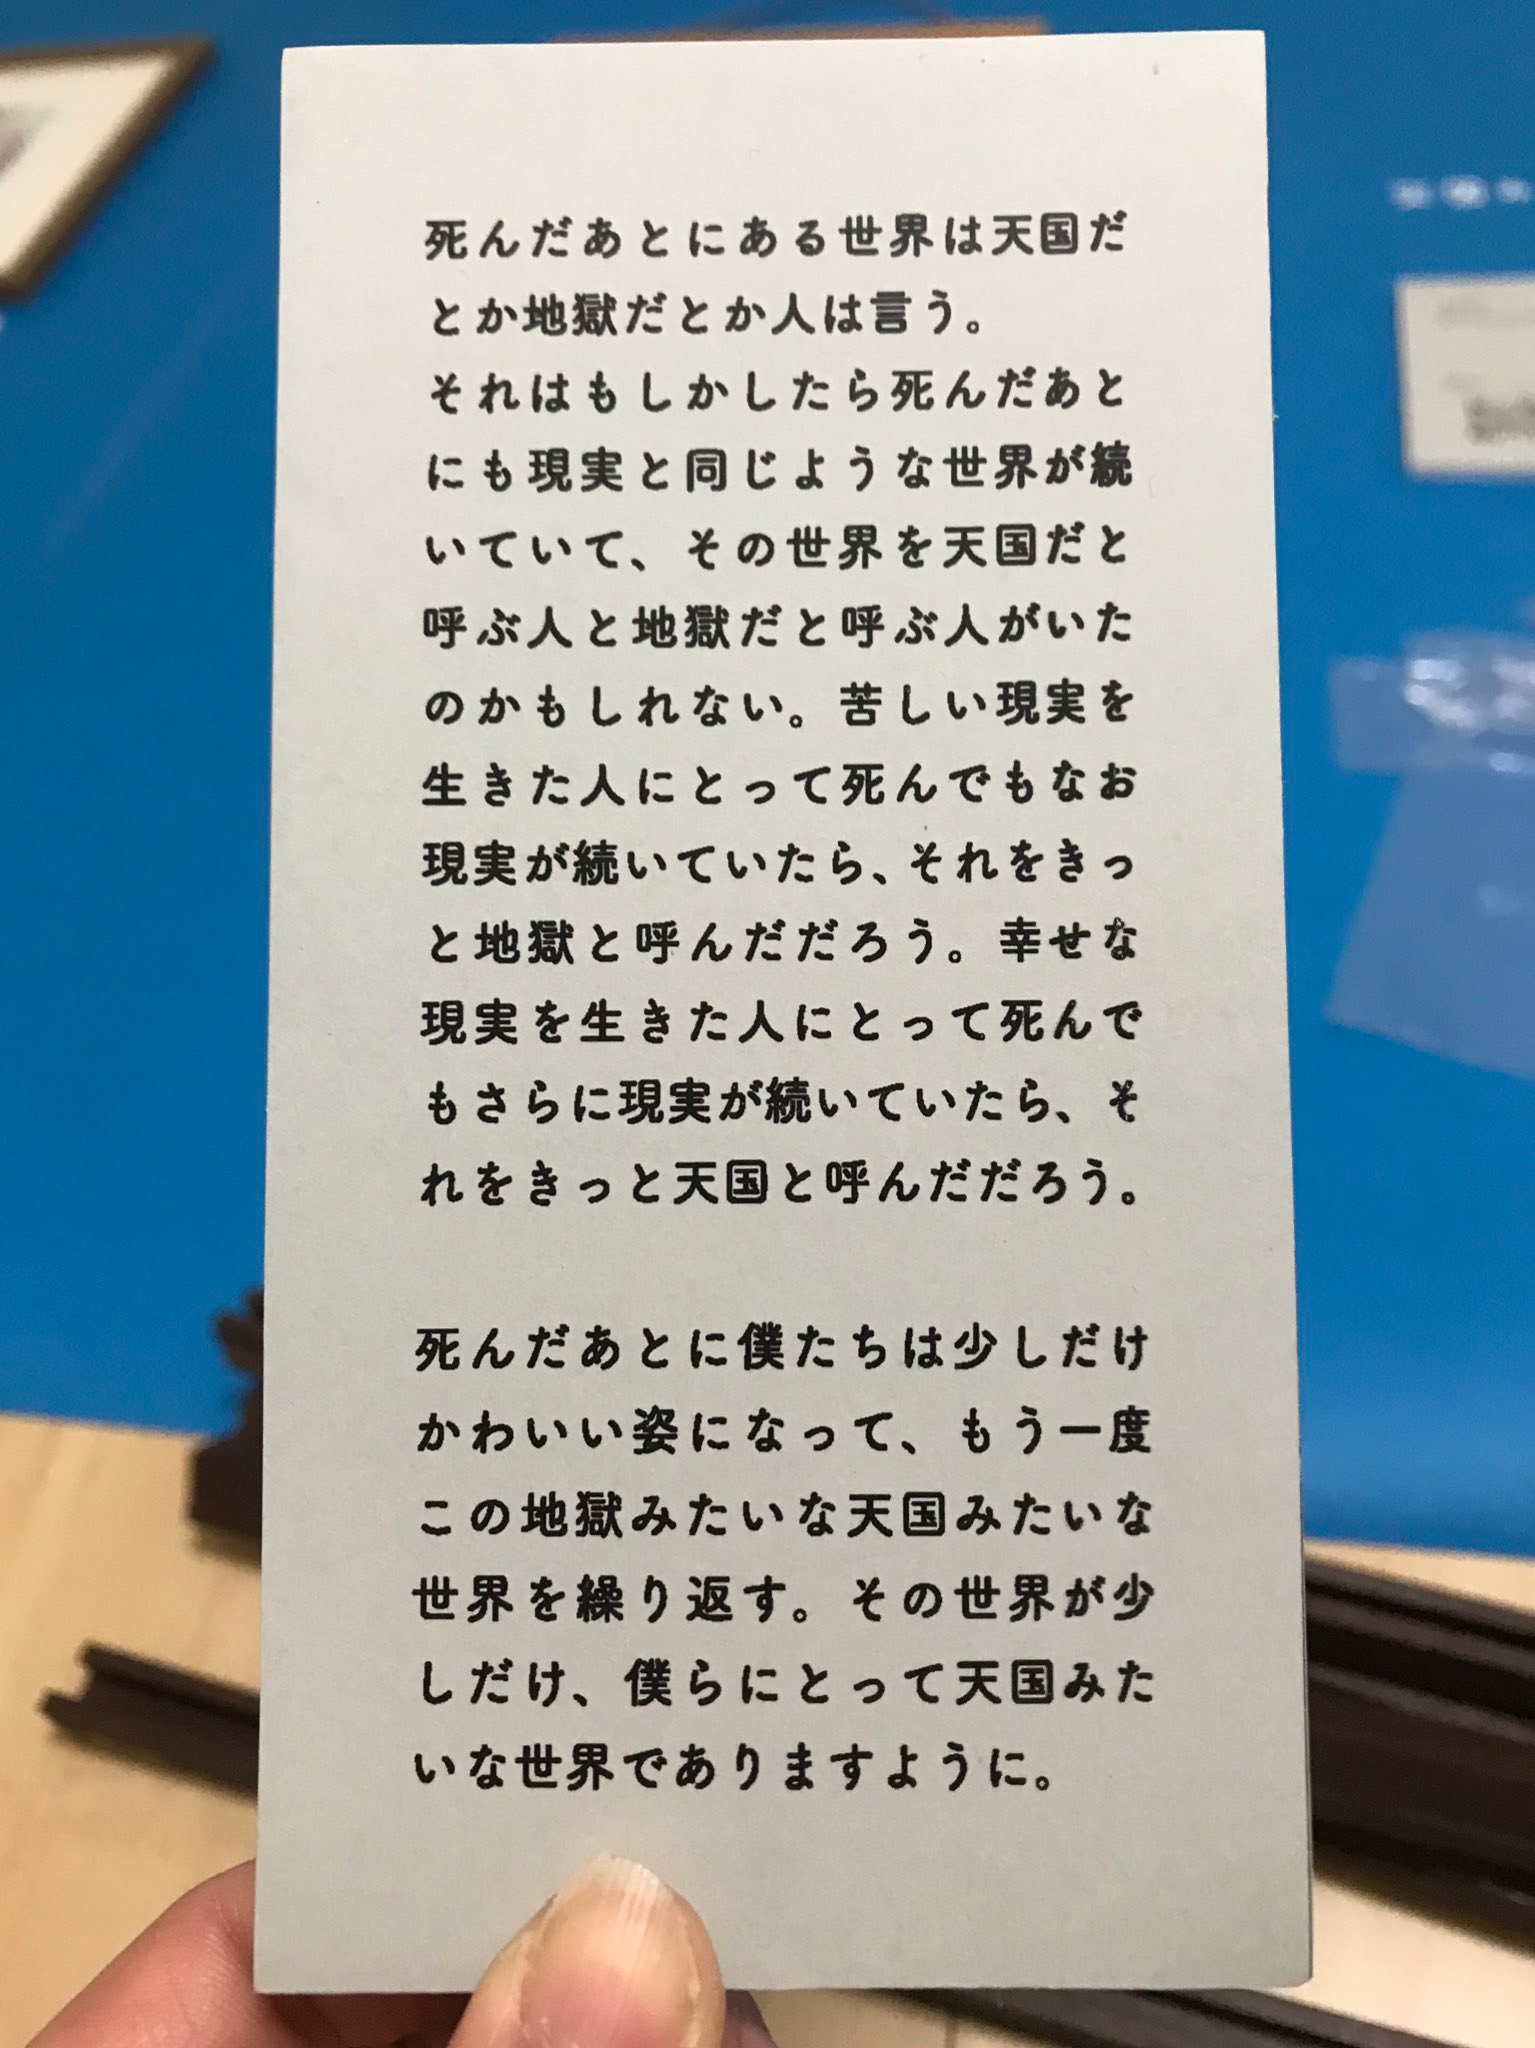 死んだあとにある世界は天国だ
とか地獄だとか人は言う。
それはもしかしたら死んだあと
にも現実と同じような世界が続
いていて、その世界を天国だと
呼ぶ人と地獄だと呼ぶ人がいた
のかもしれない。苦しい現実を
生きた人にとって死んでもなお
現実が続いていたら、それをきっ
と地獄と呼んだだろう。幸せな
現実を生きた人にとって死んで
もさらに現実が続いていたら、そ
れをきっと天国と呼んだだろう。
死んだあとに僕たちは少しだけ
かわいい姿になって、もう一度
この地獄みたいな天国みたいな
世界を繰り返す。その世界が少
しだけ、僕らにとって天国みた
いな世界でありますように。